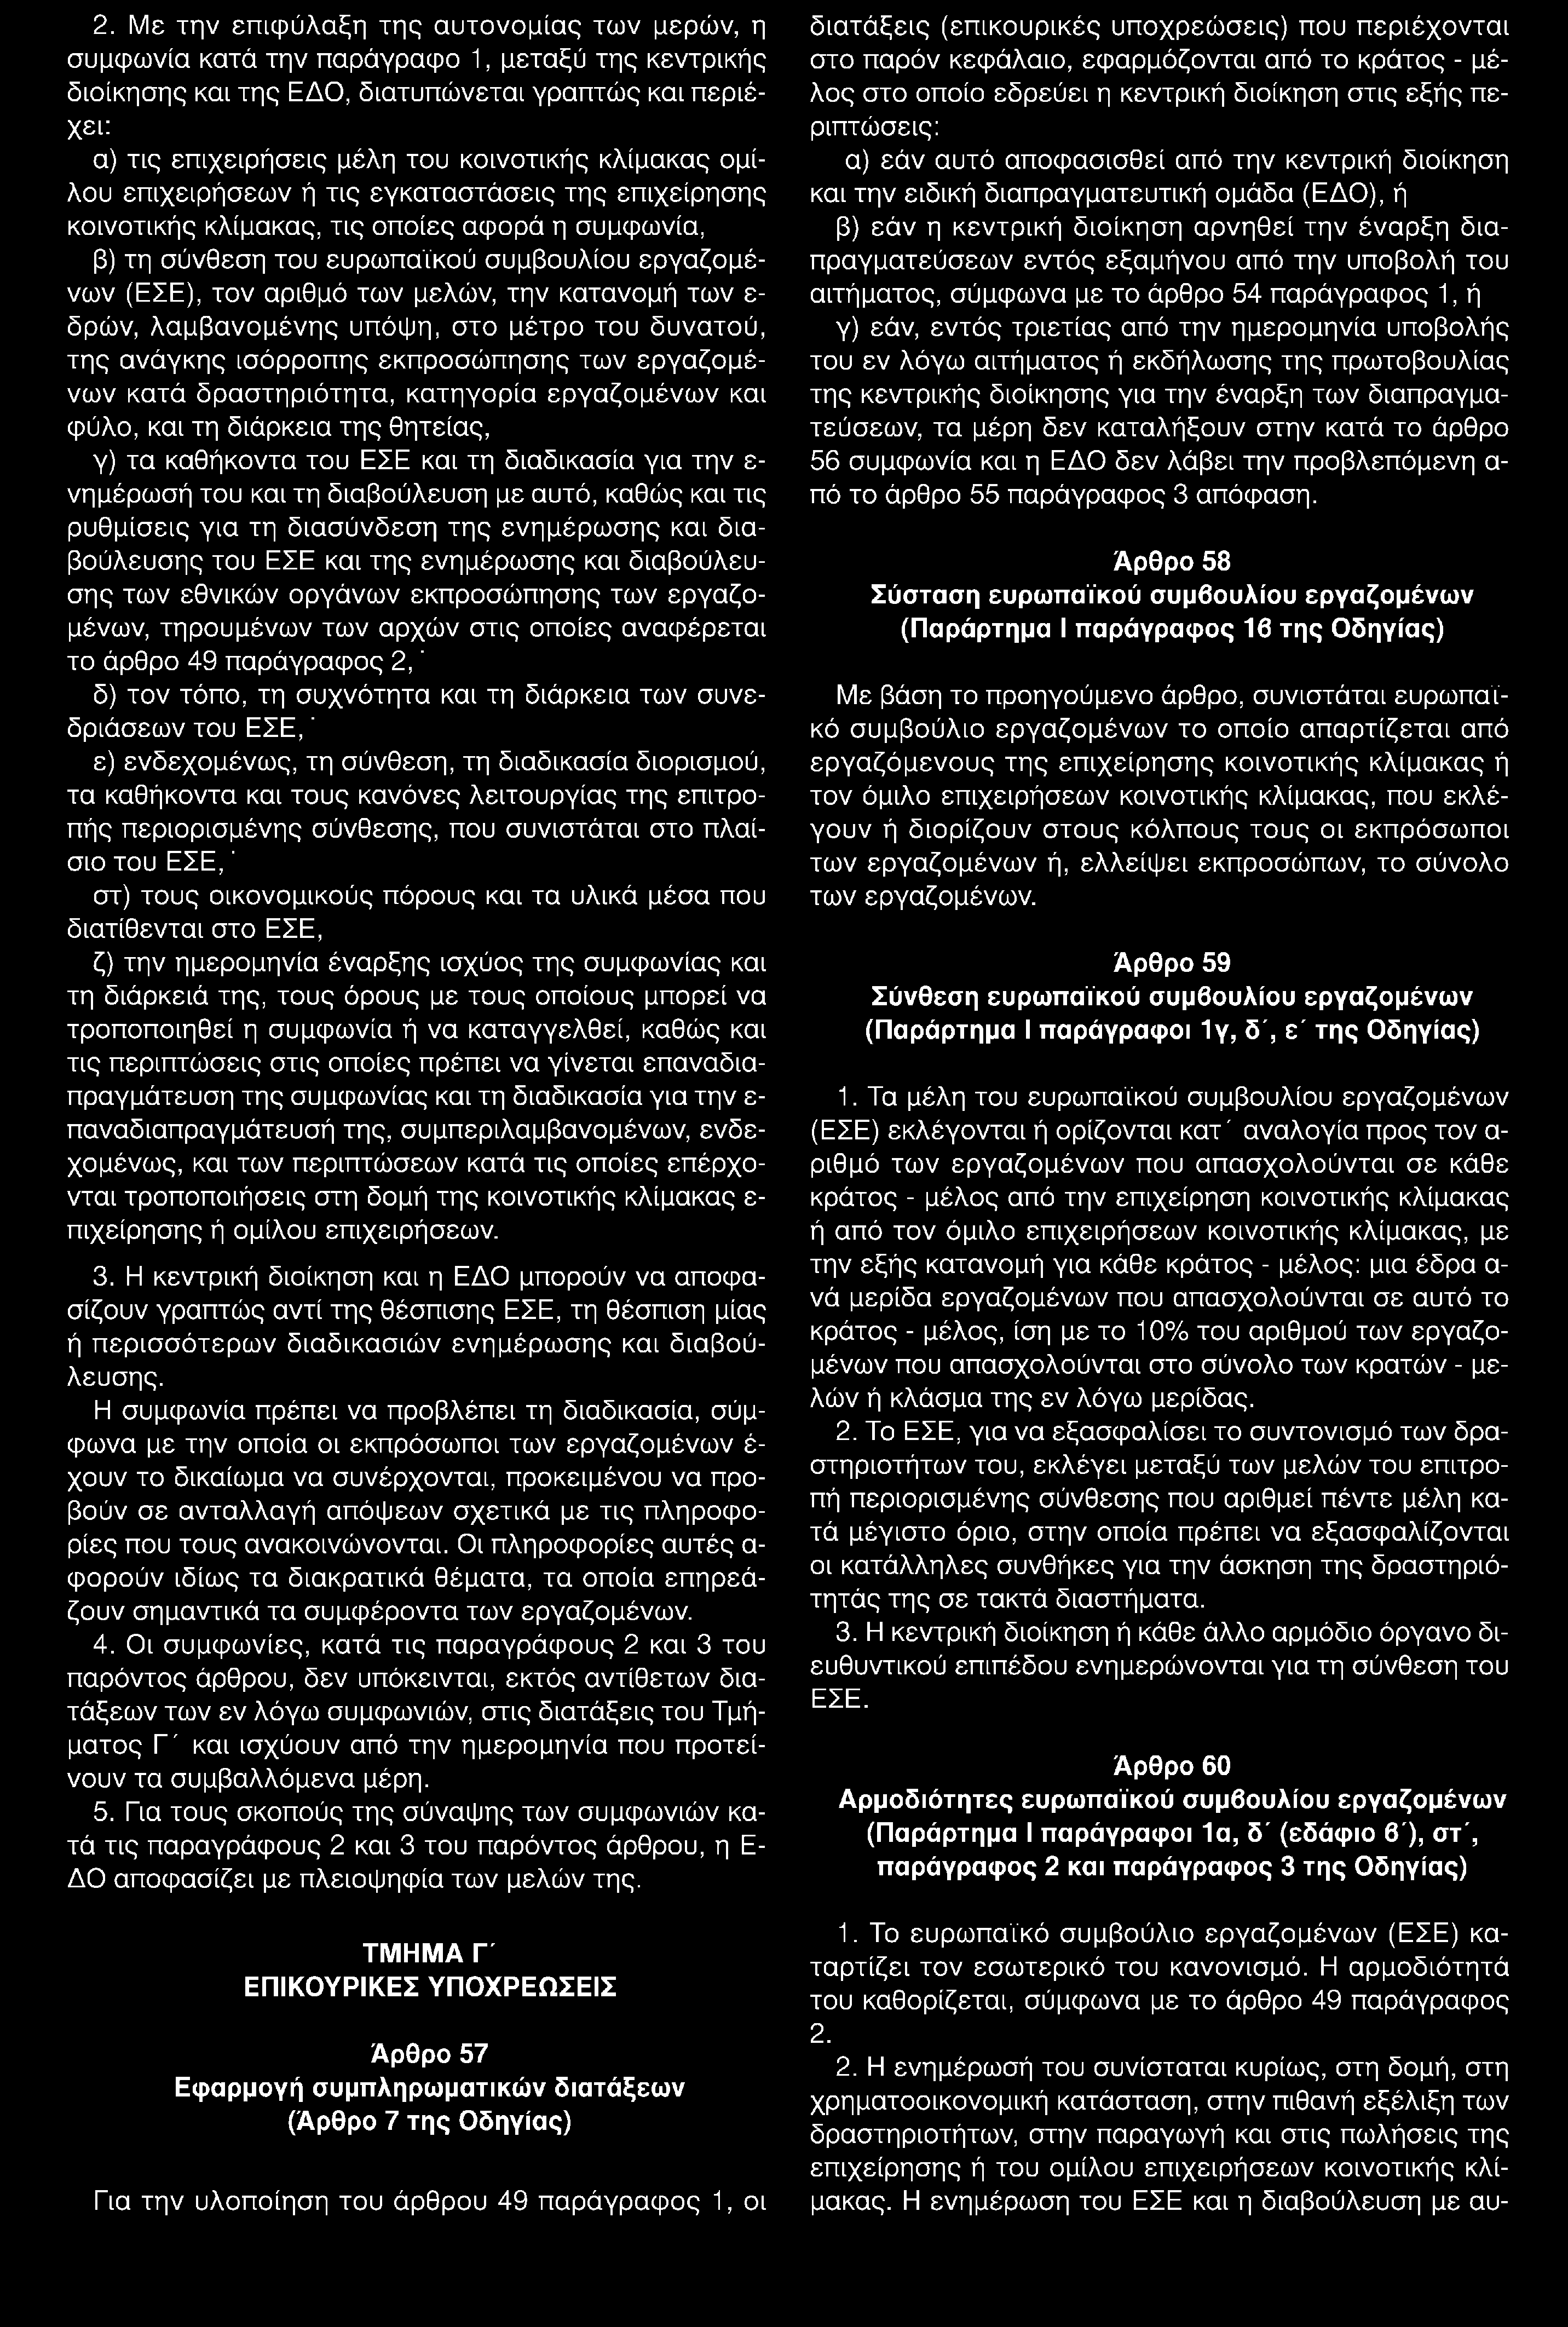 2. Με την επιφύλαξη της αυτονομίας των μερών, η
συμφωνία κατά την παράγραφο 1, μεταξύ της κεντρικής
διοίκησης και της ΕΔΟ, διατυπώνεται γραπτώς και περιέ-
χει:
α) τις επιχειρήσεις μέλη του κοινοτικής κλίμακας ομί-
λου επιχειρήσεων ή τις εγκαταστάσεις της επιχείρησης
κοινοτικής κλίμακας, τις οποίες αφορά η συμφωνία,
β) τη σύνθεση του ευρωπαϊκού συμβουλίου εργαζομέ-
νων (ΕΣΕ), τον αριθμό των μελών, την κατανομή των ε-
δρών, λαμβανομένης υπόψη, στο μέτρο του δυνατού,
της ανάγκης ισόρροπης εκπροσώπησης των εργαζομέ-
νων κατά δραστηριότητα, κατηγορία εργαζομένων και
φύλο, και τη διάρκεια της θητείας,
γ) τα καθήκοντα του ΕΣΕ και τη διαδικασία για την ε-
νημέρωσή του και τη διαβούλευση με αυτό, καθώς και τις
ρυθμίσεις για τη διασύνδεση της ενημέρωσης και δια-
βούλευσης του ΕΣΕ και της ενημέρωσης και διαβούλευ-
σης των εθνικών οργάνων εκπροσώπησης των εργαζο-
μένων, τηρουμένων των αρχών στις οποίες αναφέρεται
το άρθρο 49 παράγραφος 2,˙
δ) τον τόπο, τη συχνότητα και τη διάρκεια των συνε-
δριάσεων του ΕΣΕ,˙
ε) ενδεχομένως, τη σύνθεση, τη διαδικασία διορισμού,
τα καθήκοντα και τους κανόνες λειτουργίας της επιτρο-
πής περιορισμένης σύνθεσης, που συνιστάται στο πλαί-
σιο του ΕΣΕ,˙
στ) τους οικονομικούς πόρους και τα υλικά μέσα που
διατίθενται στο ΕΣΕ,
ζ) την ημερομηνία έναρξης ισχύος της συμφωνίας και
τη διάρκειά της, τους όρους με τους οποίους μπορεί να
τροποποιηθεί η συμφωνία ή να καταγγελθεί, καθώς και
τις περιπτώσεις στις οποίες πρέπει να γίνεται επαναδια-
πραγμάτευση της συμφωνίας και τη διαδικασία για την ε-
παναδιαπραγμάτευσή της, συμπεριλαμβανομένων, ενδε-
χομένως, και των περιπτώσεων κατά τις οποίες επέρχο-
νται τροποποιήσεις στη δομή της κοινοτικής κλίμακας ε-
πιχείρησης ή ομίλου επιχειρήσεων.
3. Η κεντρική διοίκηση και η ΕΔΟ μπορούν να αποφα-
σίζουν γραπτώς αντί της θέσπισης ΕΣΕ, τη θέσπιση μίας
ή περισσότερων διαδικασιών ενημέρωσης και διαβού-
λευσης.
Η συμφωνία πρέπει να προβλέπει τη διαδικασία, σύμ-
φωνα με την οποία οι εκπρόσωποι των εργαζομένων έ-
χουν το δικαίωμα να συνέρχονται, προκειμένου να προ-
βούν σε ανταλλαγή απόψεων σχετικά με τις πληροφο-
ρίες που τους ανακοινώνονται. Οι πληροφορίες αυτές α-
φορούν ιδίως τα διακρατικά θέματα, τα οποία επηρεά-
ζουν σημαντικά τα συμφέροντα των εργαζομένων.
4. Οι συμφωνίες, κατά τις παραγράφους 2 και 3 του
παρόντος άρθρου, δεν υπόκεινται, εκτός αντίθετων δια-
τάξεων των εν λόγω συμφωνιών, στις διατάξεις του Τμή-
ματος Γ΄ και ισχύουν από την ημερομηνία που προτεί-
νουν τα συμβαλλόμενα μέρη.
5. Για τους σκοπούς της σύναψης των συμφωνιών κα-
τά τις παραγράφους 2 και 3 του παρόντος άρθρου, η Ε-
ΔΟ αποφασίζει με πλειοψηφία των μελών της.
ΤΜΗΜΑ Γ΄
ΕΠΙΚΟΥΡΙΚΕΣ ΥΠΟΧΡΕΩΣΕΙΣ
Άρθρο 57
Εφαρμογή συμπληρωματικών διατάξεων
(Άρθρο 7 της Οδηγίας)
Για την υλοποίηση του άρθρου 49 παράγραφος 1, οι
διατάξεις (επικουρικές υποχρεώσεις) που περιέχονται
στο παρόν κεφάλαιο, εφαρμόζονται από το κράτος - μέ-
λος στο οποίο εδρεύει η κεντρική διοίκηση στις εξής πε-
ριπτώσεις:
α) εάν αυτό αποφασισθεί από την κεντρική διοίκηση
και την ειδική διαπραγματευτική ομάδα (ΕΔΟ), ή
β) εάν η κεντρική διοίκηση αρνηθεί την έναρξη δια-
πραγματεύσεων εντός εξαμήνου από την υποβολή του
αιτήματος, σύμφωνα με το άρθρο 54 παράγραφος 1, ή
γ) εάν, εντός τριετίας από την ημερομηνία υποβολής
του εν λόγω αιτήματος ή εκδήλωσης της πρωτοβουλίας
της κεντρικής διοίκησης για την έναρξη των διαπραγμα-
τεύσεων, τα μέρη δεν καταλήξουν στην κατά το άρθρο
56 συμφωνία και η ΕΔΟ δεν λάβει την προβλεπόμενη α-
πό το άρθρο 55 παράγραφος 3 απόφαση.
Άρθρο 58
Σύσταση ευρωπαϊκού συμβουλίου εργαζομένων
(Παράρτημα Ι παράγραφος 1β της Οδηγίας)
Με βάση το προηγούμενο άρθρο, συνιστάται ευρωπαϊ-
κό συμβούλιο εργαζομένων το οποίο απαρτίζεται από
εργαζόμενους της επιχείρησης κοινοτικής κλίμακας ή
τον όμιλο επιχειρήσεων κοινοτικής κλίμακας, που εκλέ-
γουν ή διορίζουν στους κόλπους τους οι εκπρόσωποι
των εργαζομένων ή, ελλείψει εκπροσώπων, το σύνολο
των εργαζομένων.
Άρθρο 59
Σύνθεση ευρωπαϊκού συμβουλίου εργαζομένων
(Παράρτημα Ι παράγραφοι 1γ, δ΄, ε΄ της Οδηγίας)
1. Τα μέλη του ευρωπαϊκού συμβουλίου εργαζομένων
(ΕΣΕ) εκλέγονται ή ορίζονται κατ΄ αναλογία προς τον α-
ριθμό των εργαζομένων που απασχολούνται σε κάθε
κράτος - μέλος από την επιχείρηση κοινοτικής κλίμακας
ή από τον όμιλο επιχειρήσεων κοινοτικής κλίμακας, με
την εξής κατανομή για κάθε κράτος - μέλος: μια έδρα α-
νά μερίδα εργαζομένων που απασχολούνται σε αυτό το
κράτος - μέλος, ίση με το 10% του αριθμού των εργαζο-
μένων που απασχολούνται στο σύνολο των κρατών - με-
λών ή κλάσμα της εν λόγω μερίδας.
2. Το ΕΣΕ, για να εξασφαλίσει το συντονισμό των δρα-
στηριοτήτων του, εκλέγει μεταξύ των μελών του επιτρο-
πή περιορισμένης σύνθεσης που αριθμεί πέντε μέλη κα-
τά μέγιστο όριο, στην οποία πρέπει να εξασφαλίζονται
οι κατάλληλες συνθήκες για την άσκηση της δραστηριό-
τητάς της σε τακτά διαστήματα.
3. Η κεντρική διοίκηση ή κάθε άλλο αρμόδιο όργανο δι-
ευθυντικού επιπέδου ενημερώνονται για τη σύνθεση του
ΕΣΕ.
Άρθρο 60
Αρμοδιότητες ευρωπαϊκού συμβουλίου εργαζομένων
(Παράρτημα Ι παράγραφοι 1α, δ΄ (εδάφιο β΄), στ΄,
παράγραφος 2 και παράγραφος 3 της Οδηγίας)
1. Το ευρωπαϊκό συμβούλιο εργαζομένων (ΕΣΕ) κα-
ταρτίζει τον εσωτερικό του κανονισμό. Η αρμοδιότητά
του καθορίζεται, σύμφωνα με το άρθρο 49 παράγραφος
2.
2. Η ενημέρωσή του συνίσταται κυρίως, στη δομή, στη
χρηματοοικονομική κατάσταση, στην πιθανή εξέλιξη των
δραστηριοτήτων, στην παραγωγή και στις πωλήσεις της
επιχείρησης ή του ομίλου επιχειρήσεων κοινοτικής κλί-
μακας. Η ενημέρωση του ΕΣΕ και η διαβούλευση με αυ-